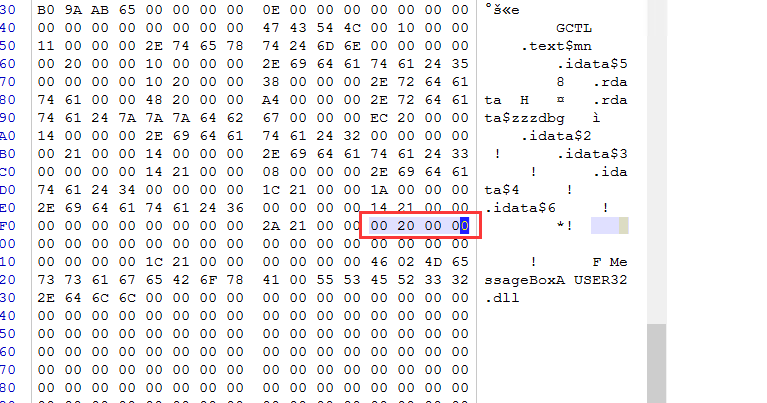 30 B0 9A AB 65 00 00 00 00 0E 00 00 00 00 00 00 00 °š«e
40 00 00 00 00 00 00 00 00 47 43 54 4C 00 10 00 00 GCTL
50 11 00 00 00 2E 74 65 78 74 24 6D 6E 00 00 00 00 .text$mn
60 00 20 00 00 10 00 00 00 2E 69 64 61 74 61 24 35 .idata$5
70 00 00 00 00 10 20 00 00 38 00 00 00 2E 72 64 61 8 .rda
80 74 61 00 00 48 20 00 00 A4 00 00 00 2E 72 64 61 ta H ¤ .rda
90 74 61 24 7A 7A 7A 64 62 67 00 00 00 EC 20 00 00 ta$zzzdbg ì
A0 14 00 00 00 2E 69 64 61 74 61 24 32 00 00 00 00 .idata$2
B0 00 21 00 00 14 00 00 00 2E 69 64 61 74 61 24 33 ! .idata$3
C0 00 00 00 00 14 21 00 00 08 00 00 00 2E 69 64 61 ! .ida
D0 74 61 24 34 00 00 00 00 1C 21 00 00 1A 00 00 00 ta$4 !
E0 2E 69 64 61 74 61 24 36 00 00 00 00 14 21 00 00 .idata$6 !
F0 00 00 00 00 00 00 00 00 2A 21 00 00 00 20 00 00 *!
00 00 00 00 00 00 00 00 00 00 00 00 00 00 00 00 00
10 00 00 00 00 1C 21 00 00 00 00 00 00 46 02 4D 65 ! F Me
20 73 73 61 67 65 42 6F 78 41 00 55 53 45 52 33 32 ssageBoxA USER32
30 2E 64 6C 6C 00 00 00 00 00 00 00 00 00 00 00 00 .dll
40 00 00 00 00 00 00 00 00 00 00 00 00 00 00 00 00
50 00 00 00 00 00 00 00 00 00 00 00 00 00 00 00 00
60 00 00 00 00 00 00 00 00 00 00 00 00 00 00 00 00
70 00 00 00 00 00 00 00 00 00 00 00 00 00 00 00 00
80 00 00 00 00 00 00 00 00 00 00 00 00 00 00 00 00